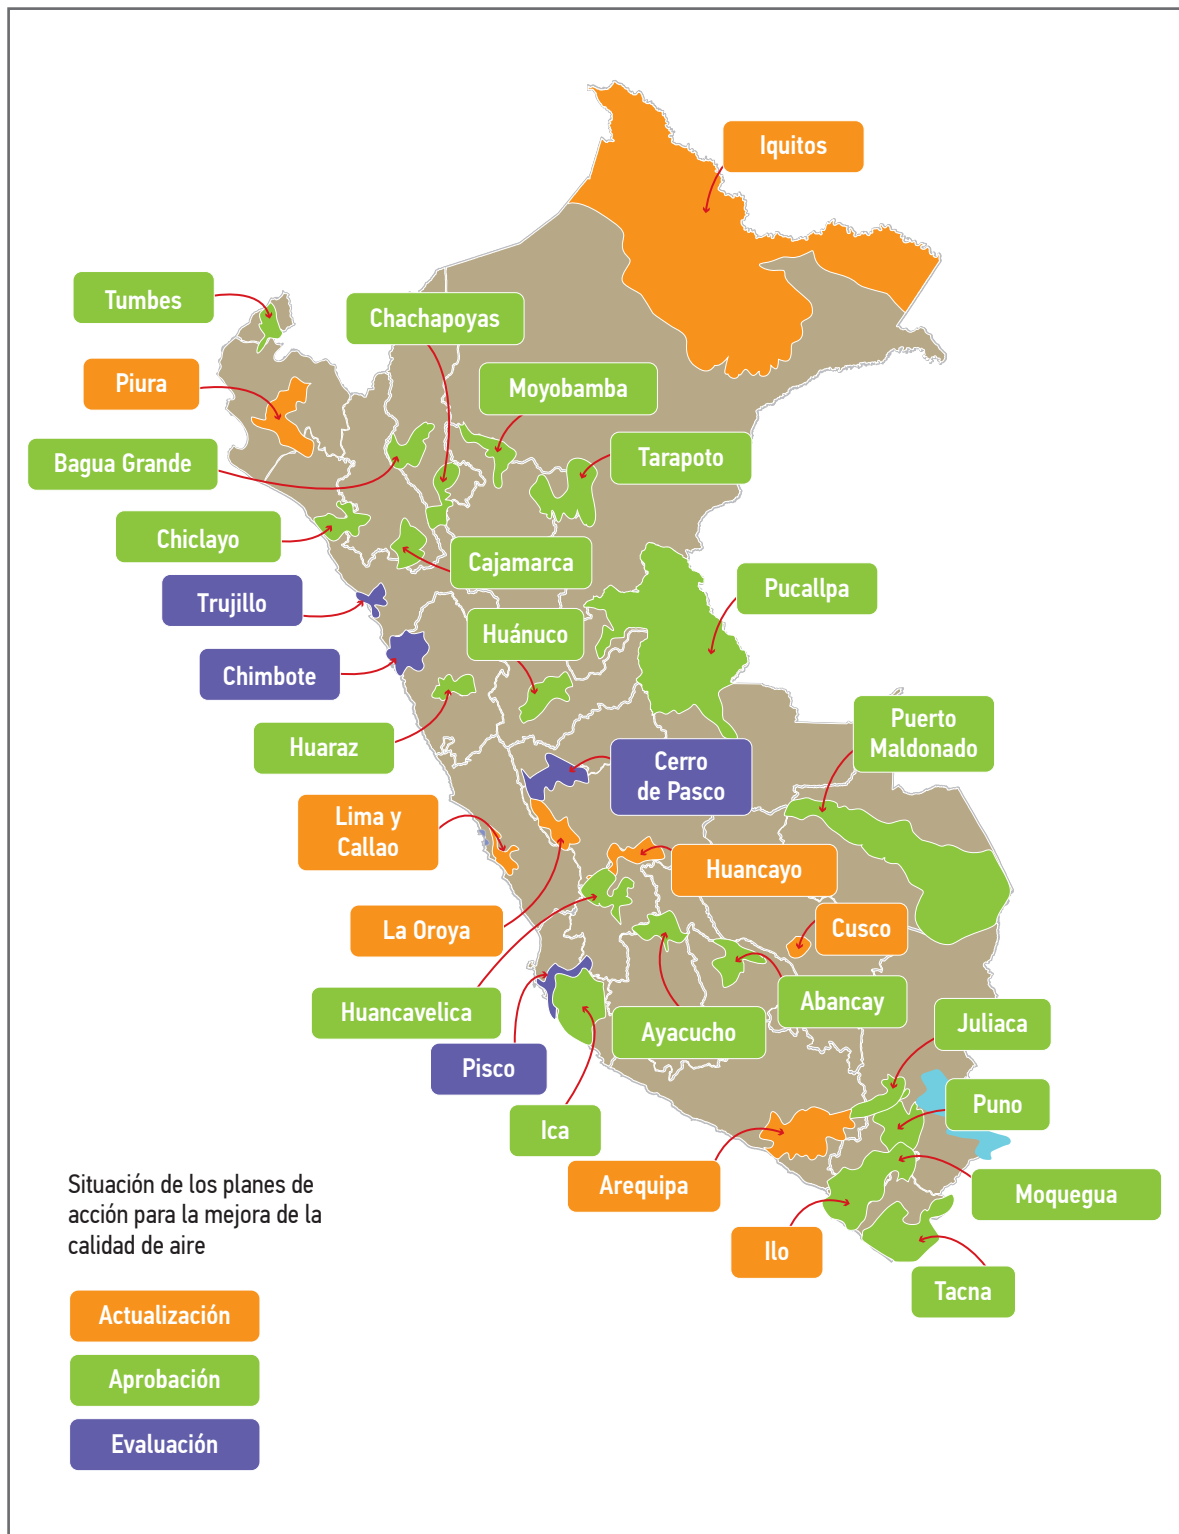 Iquitos
Tumbes
Chachapoyas
Piura
Moyobamba
Bagua Grande
Tarapoto
Chiclayo
Cajamarca
Trujillo
Pucallpa
Huánuco
Chimbote
Huaraz
Puerto
Maldonado
Cerro
de Pasco
Lima y
Callao
Huancayo
La Oroya
Cusco
Huancavelica
Abancay
Ayacucho
Juliaca
Pisco
Puno
Ica
Arequipa
Moquegua
Ilo
Tacna
Situación de los planes de
acción para la mejora de la
calidad de aire
Actualización
Aprobación
Evaluación